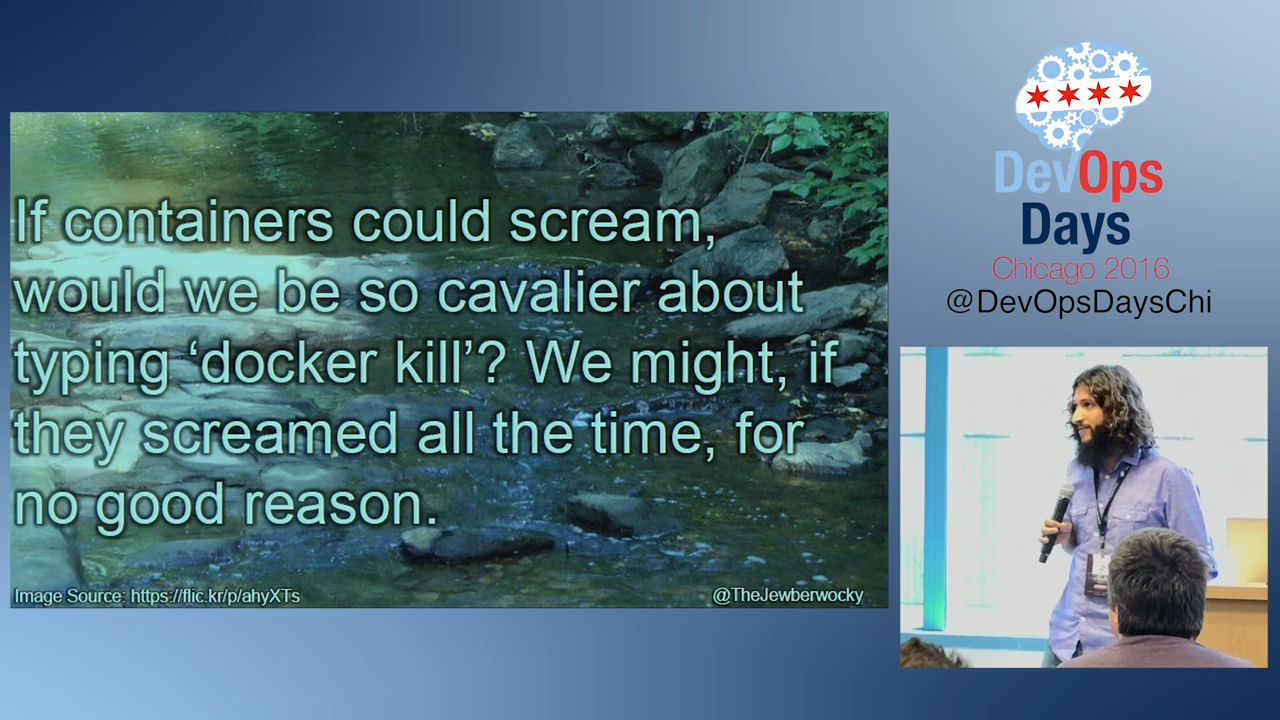 If containers could scream,
would we be so cavalier about
typing ‘docker kill’? We might, if
they screamed all the time, for
no good reason.
Image Source: https://flic.kr/p/ahyXTs
@TheJewberwocky
DevOps
Days
Chicago 2016
@DevOpsDaysChi